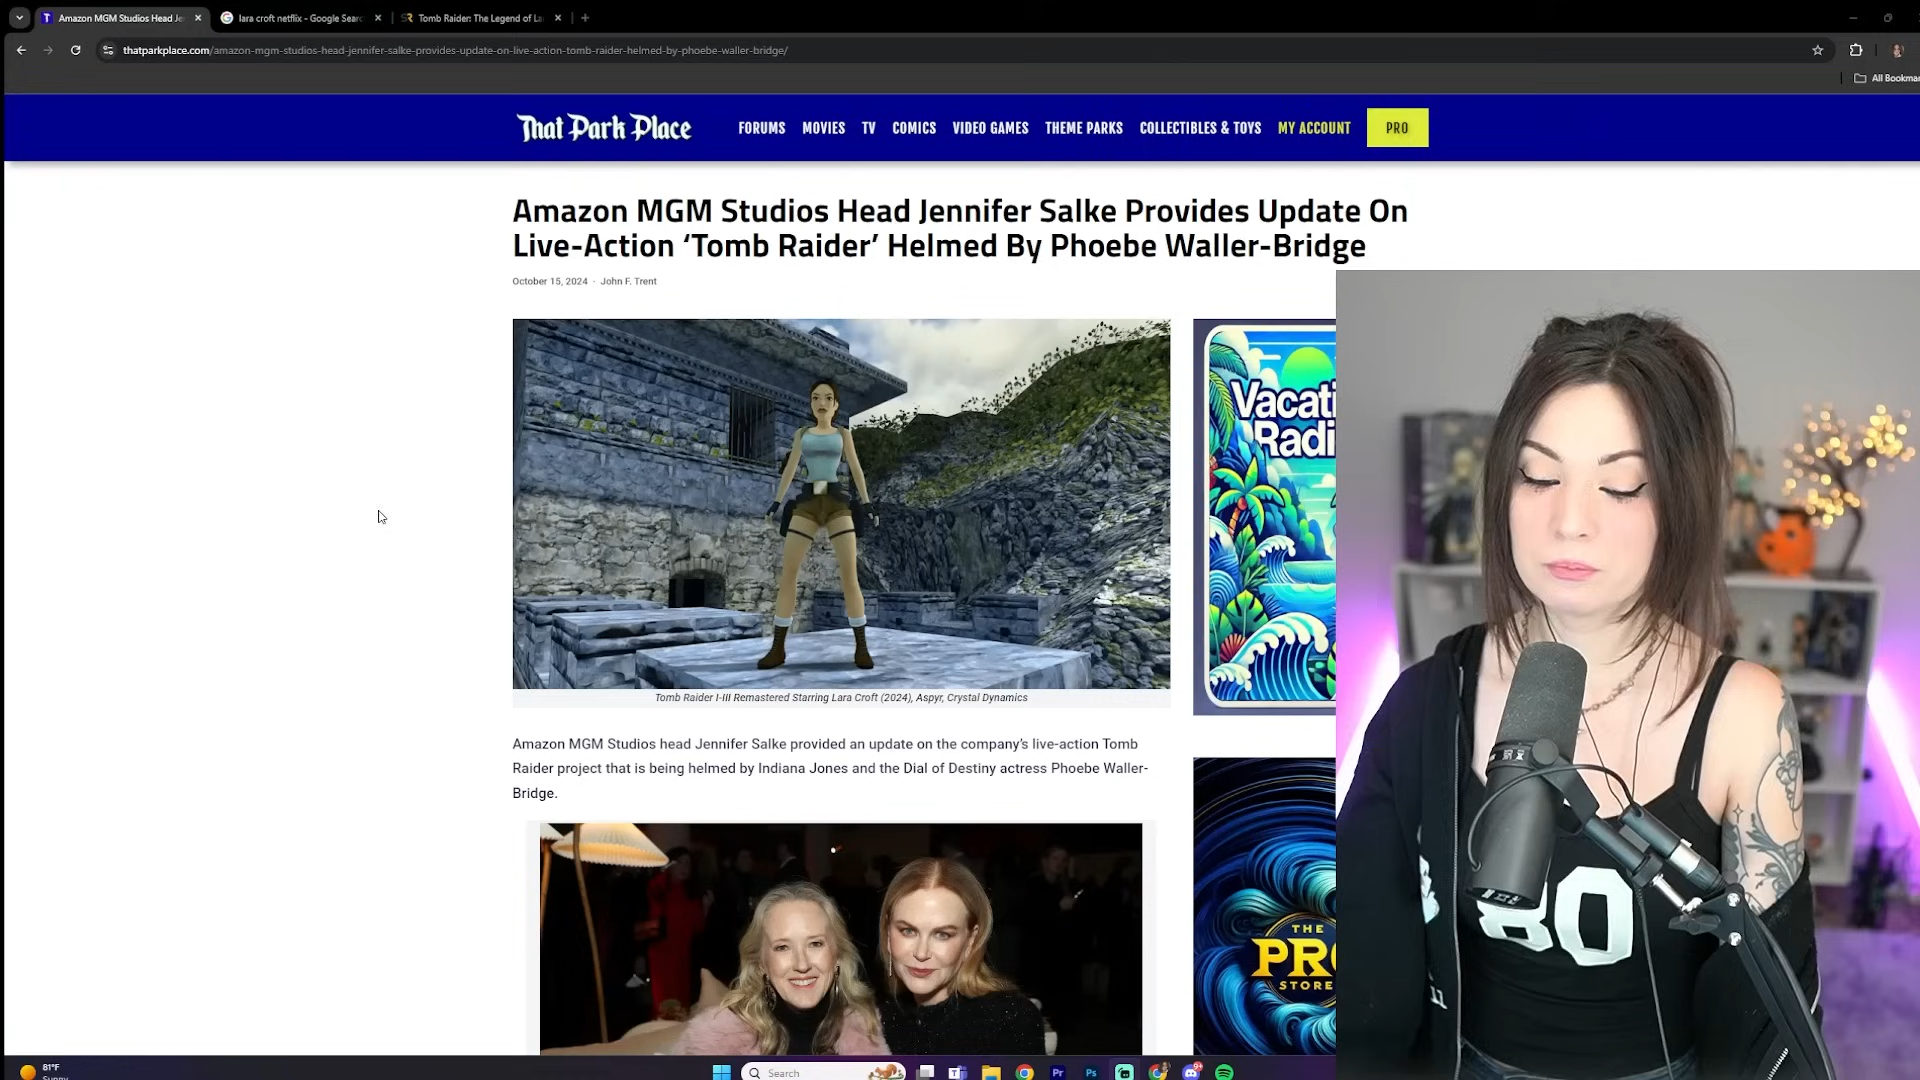 Amazon MGM Studios Head Je
lara croft netflix - Google Sear
Tomb Raider: The Legend of La
thatparkplace.com/amazon-mgm-studios-head-jennifer-salke-provides-update-on-live-action-tomb-raider-helmed-by-phoebe-waller-bridge/
All Bookmar
That Park Place
FORUMS MOVIES TV COMICS VIDEO GAMES THEME PARKS COLLECTIBLES & TOYS MY ACCOUNT PRO
Amazon MGM Studios Head Jennifer Salke Provides Update On
Live-Action ‘Tomb Raider’ Helmed By Phoebe Waller-Bridge
October 15, 2024 - John F. Trent
Vacati
Radi
Tomb Raider I-III Remastered Starring Lara Croft (2024), Aspyr, Crystal Dynamics
Amazon MGM Studios head Jennifer Salke provided an update on the company’s live-action Tomb
Raider project that is being helmed by Indiana Jones and the Dial of Destiny actress Phoebe Waller-
Bridge.
THE
PRO
STORE
80
81°F
Sunny
Search
Pr
Ps